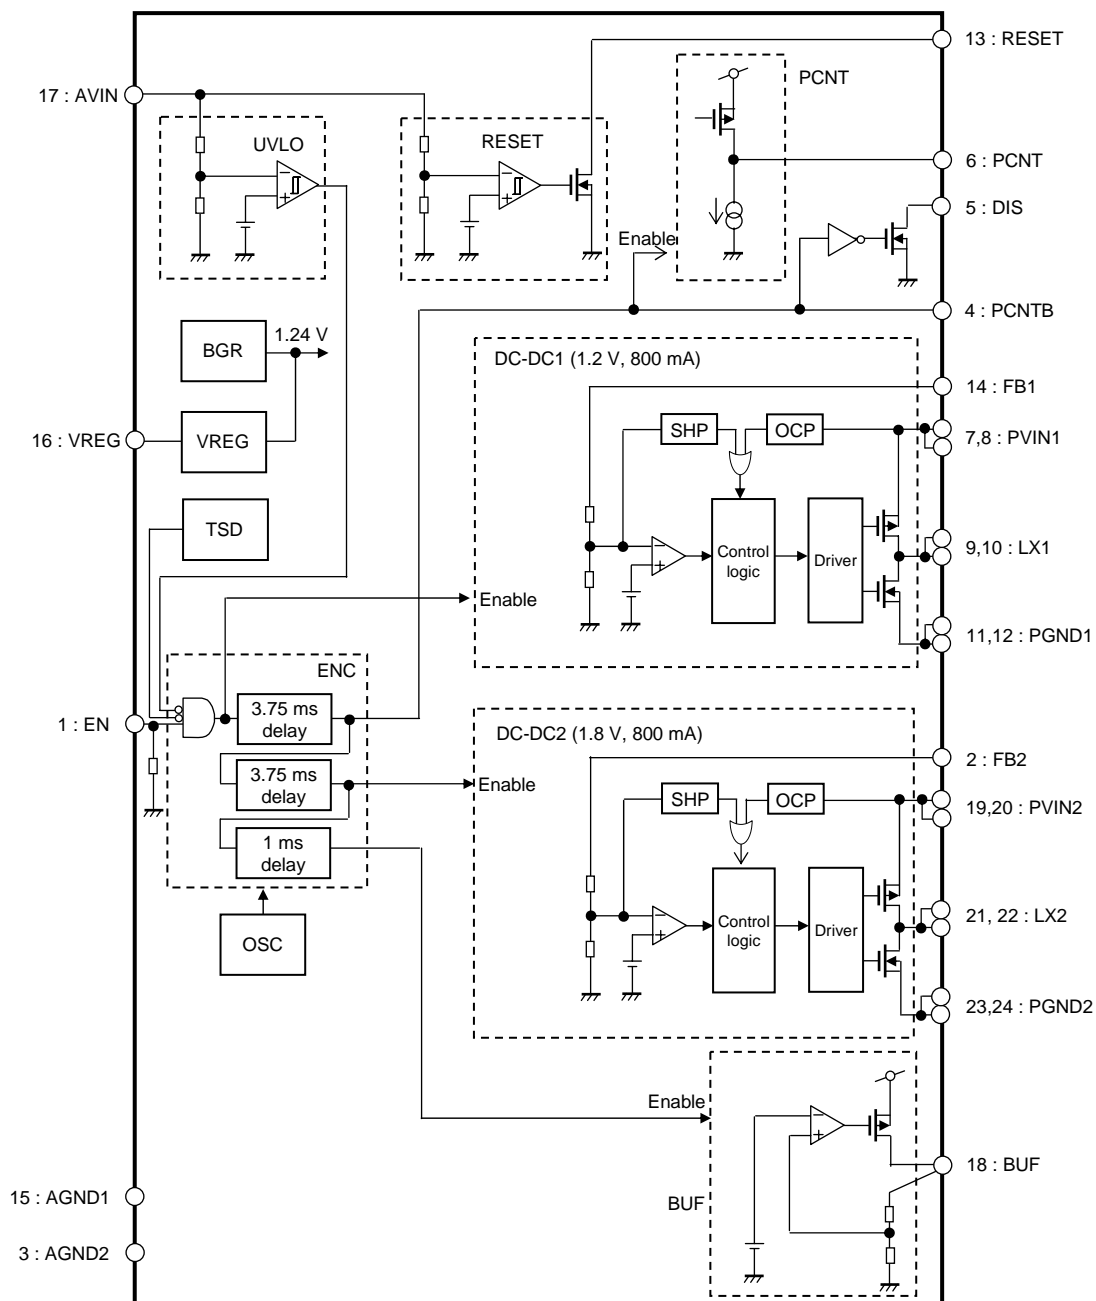 13 : RESET
PCNT
17 : AVIN
UVLO
RESET
6 : PCNT
5 : DIS
Enable
4 : PCNTB
1.24 V
BGR
DC-DC1 (1.2 V, 800 mA)
14 : FB1
16 : VREG
VREG
SHP
OCP
7,8 : PVIN1
TSD
Control
logic
Driver
9,10 : LX1
Enable
11,12 : PGND1
ENC
1 : EN
3.75 ms
delay
DC-DC2 (1.8 V, 800 mA)
2 : FB2
3.75 ms
delay
Enable
SHP
OCP
19,20 : PVIN2
1 ms
delay
OSC
Control
logic
Driver
21, 22 : LX2
23,24 : PGND2
Enable
18 : BUF
BUF
15 : AGND1
3 : AGND2